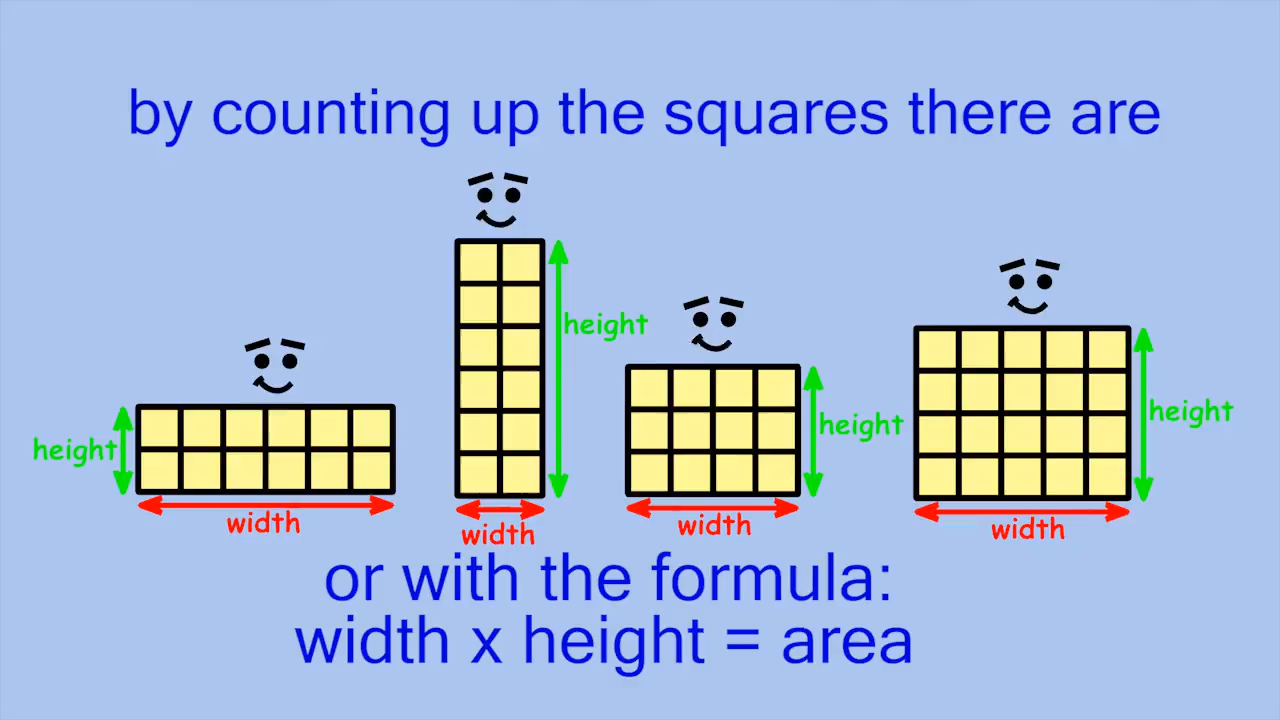 by counting up the squares there are
height
height
height
height
width
width
width
width
or with the formula:
width x height = area